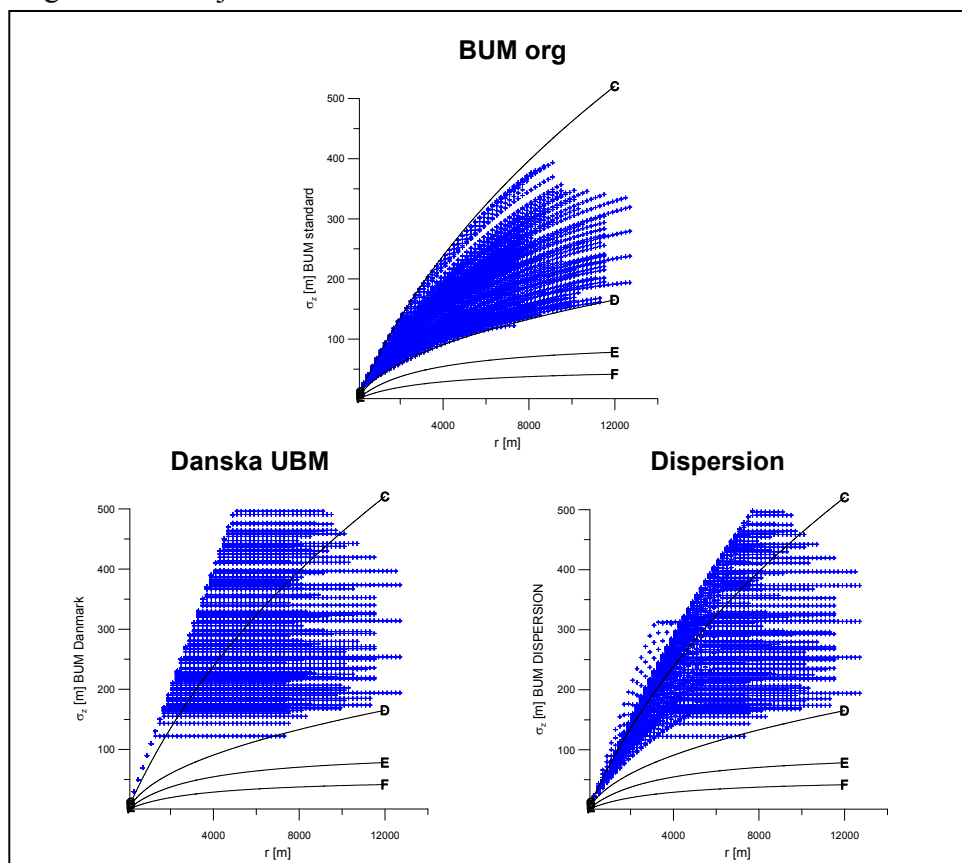 BUM org
C
500
400
300
200
100
D
E
F
σz [m] BUM standard
4000
8000
12000
r [m]
Danska UBM
C
500
400
300
200
100
D
E
F
σz [m] BUM Danmark
4000
8000
12000
r [m]
Dispersion
C
500
400
300
200
100
D
E
F
σz [m] BUM DISPERSION
4000
8000
12000
r [m]